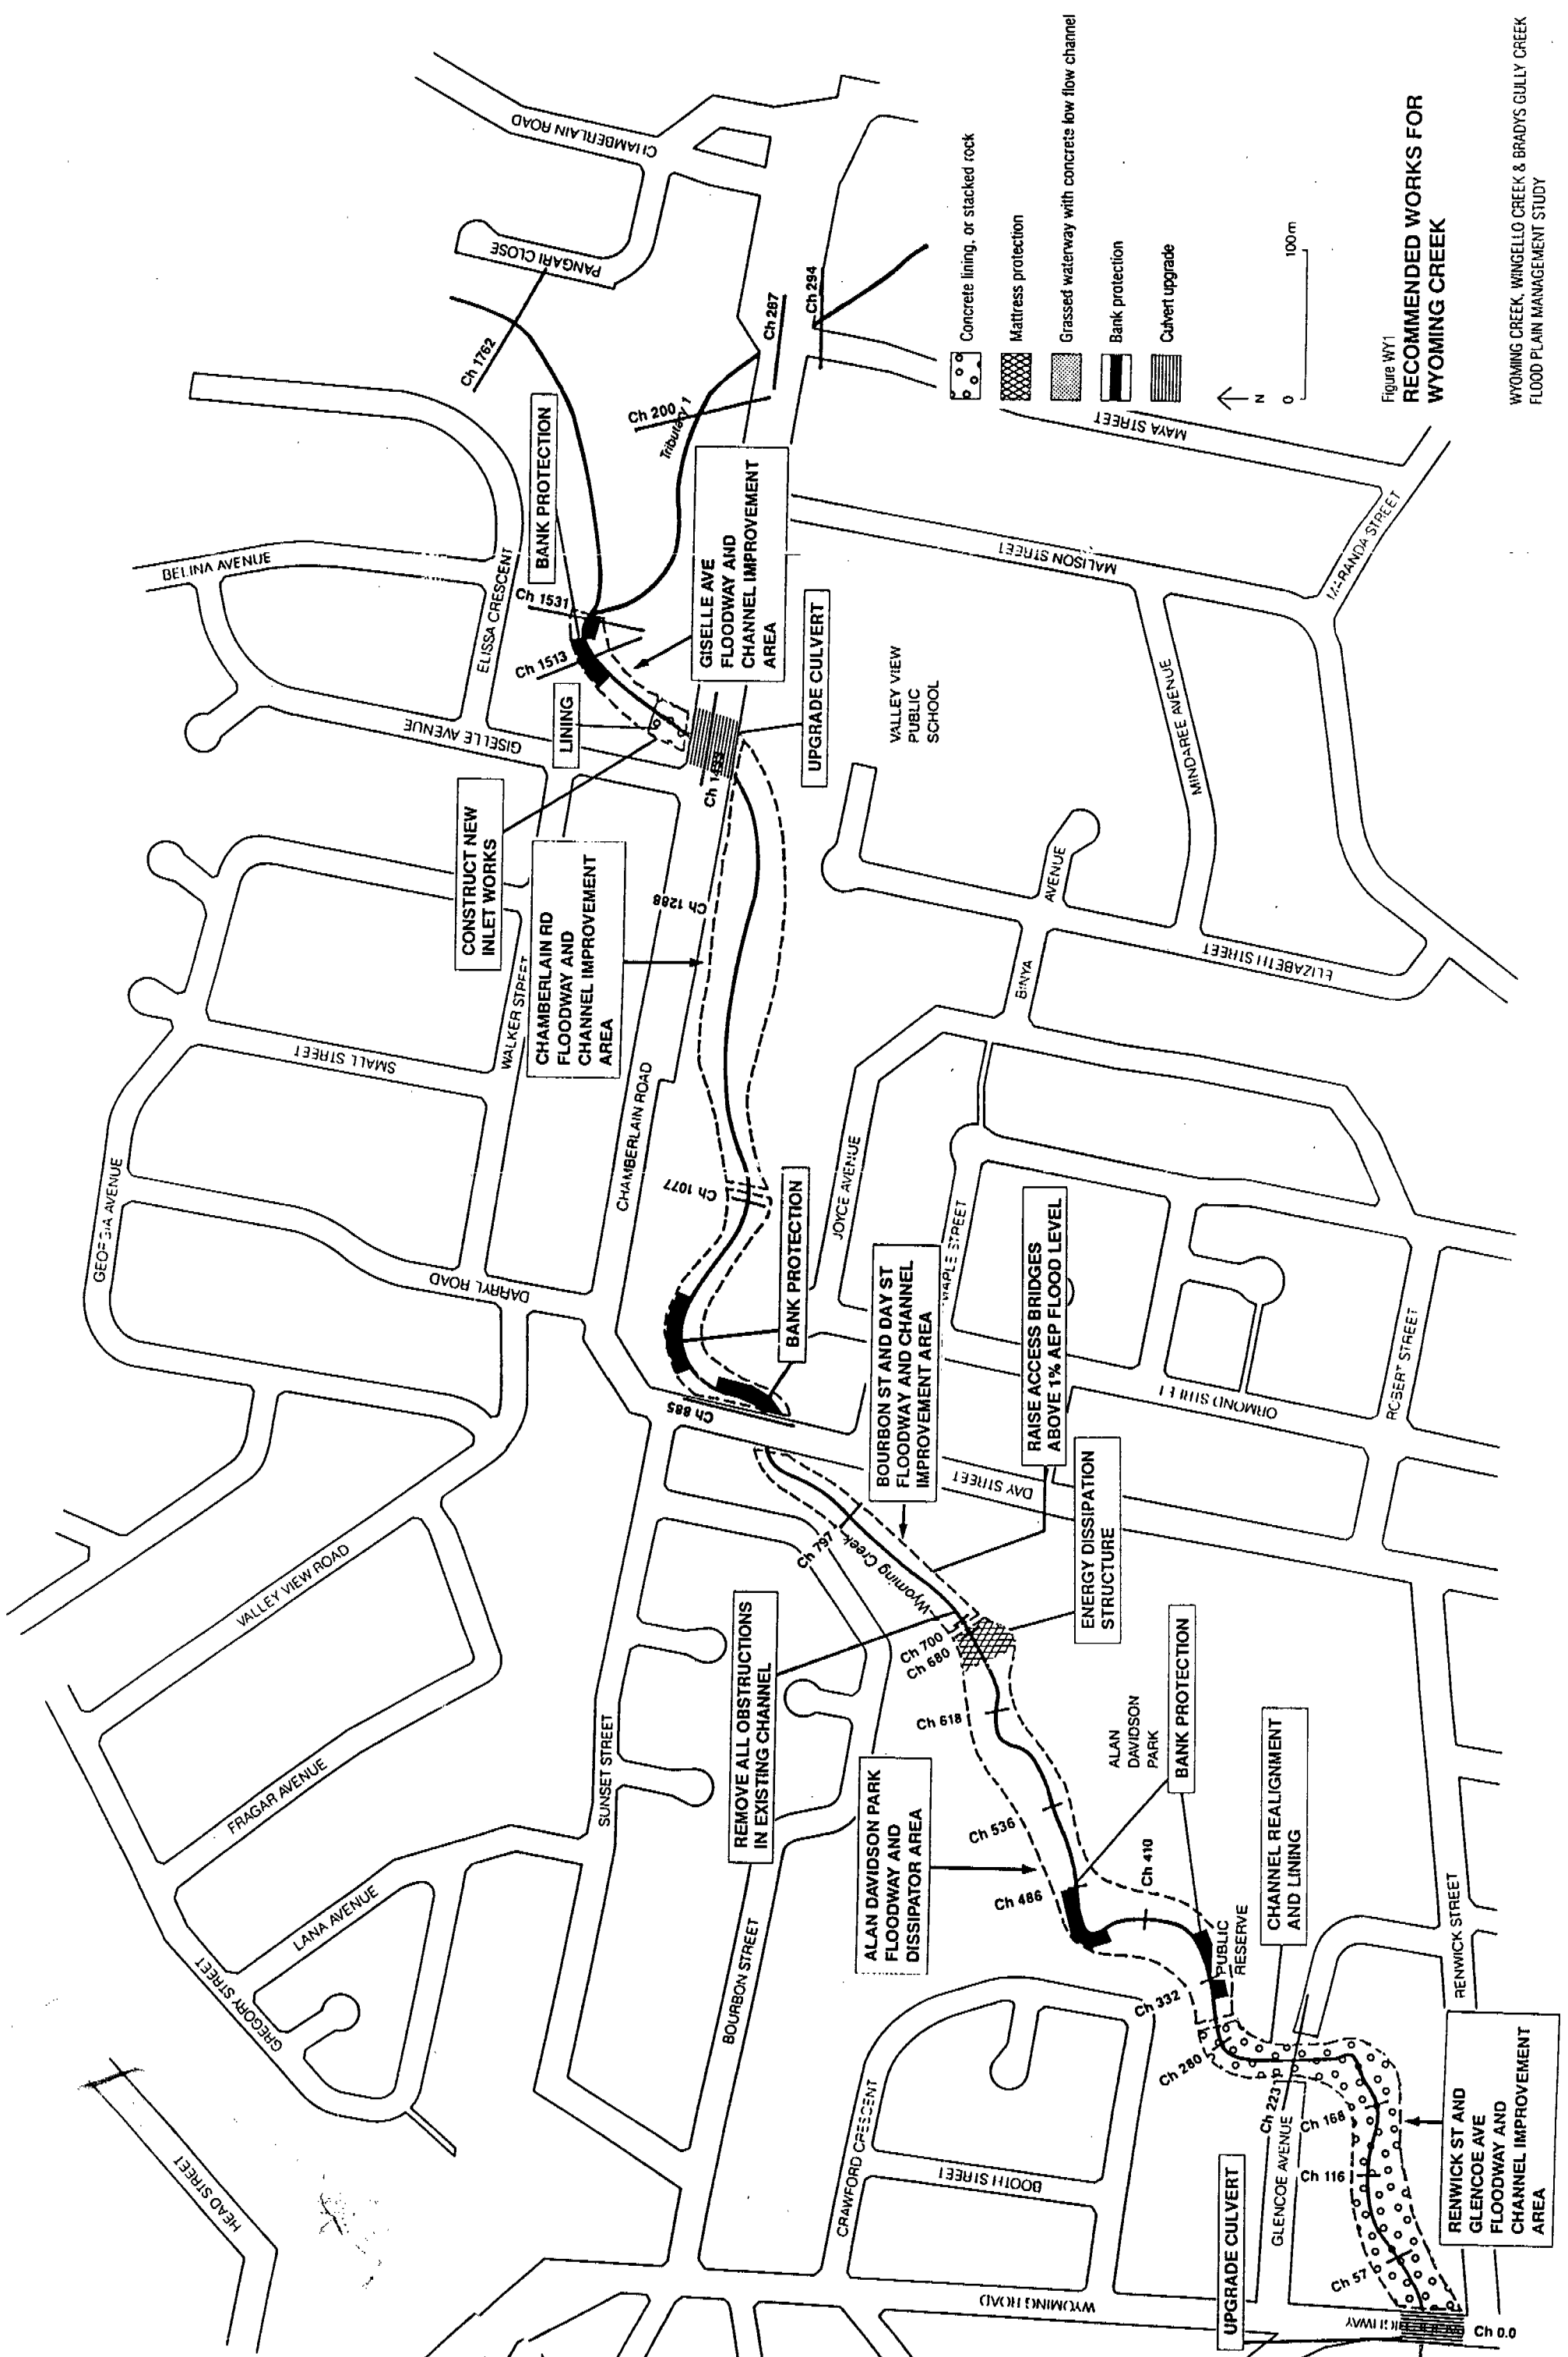 CHAMBERLAIN ROAD
PANGARI CLOSE
Ch 1762
BANK PROTECTION
Ch 200
Tributary 1
Ch 287
Ch 294
BELINA AVENUE
ELISSA CRESCENT
Ch 1531
Ch 1513
GISELLE AVE
FLOODWAY AND
CHANNEL IMPROVEMENT
AREA
LINING
UPGRADE CULVERT
GISELLE AVENUE
CONSTRUCT NEW
INLET WORKS
VALLEY VIEW
PUBLIC
SCHOOL
MAYA STREET
MALISON STREET
MINDAREE AVENUE
ELIZABETH STREET
BINYA
AVENUE
WALKER STREET
SMALL STREET
CHAMBERLAIN RD
FLOODWAY AND
CHANNEL IMPROVEMENT
AREA
Ch 1288
CHAMBERLAIN ROAD
Ch 1077
DARRYL ROAD
BANK PROTECTION
JOYCE AVENUE
Ch 885
BOURBON ST AND DAY ST
FLOODWAY AND CHANNEL
IMPROVEMENT AREA
RAISE ACCESS BRIDGES
ABOVE 1% AEP FLOOD LEVEL
ROBERT STREET
DAY STREET
VALLEY VIEW ROAD
Ch 797
Wyoming Creek
ENERGY DISSIPATION
STRUCTURE
REMOVE ALL OBSTRUCTIONS
IN EXISTING CHANNEL
Ch 700
Ch 680
Ch 618
SUNSET STREET
FRAGAR AVENUE
ALAN DAVIDSON PARK
FLOODWAY AND
DISSIPATOR AREA
Ch 536
ALAN
DAVIDSON
PARK
BANK PROTECTION
Ch 486
Ch 410
LANA AVENUE
GREGORY STREET
BOURBON STREET
PUBLIC
RESERVE
CHANNEL REALIGNMENT
AND LINING
RENWICK STREET
Ch 332
Ch 280
Ch 223
Ch 168
HEAD STREET
CRAWFORD CRESCENT
BOOTH STREET
GLENCOE AVENUE
Ch 116
RENWICK ST AND
GLENCOE AVE
FLOODWAY AND
CHANNEL IMPROVEMENT
AREA
UPGRADE CULVERT
WYOMING ROAD
Ch 57
HIGHWAY
Ch 0.0
Concrete lining, or stacked rock
Mattress protection
Grassed waterway with concrete low flow channel
Bank protection
Culvert upgrade
N
0
100m
Figure WY1
RECOMMENDED WORKS FOR
WYOMING CREEK
WYOMING CREEK, WINGELLO CREEK & BRADYS GULLY CREEK
FLOOD PLAIN MANAGEMENT STUDY